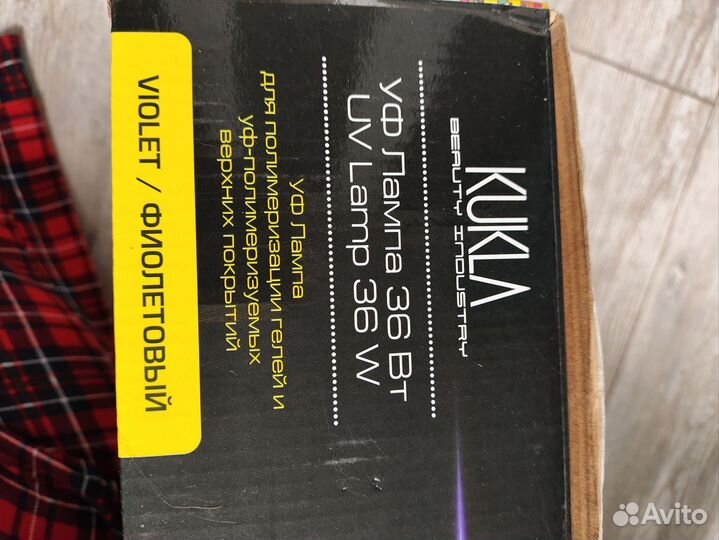 KUKLA
BEAUTY INDUSTRY
УФ Лампа 36 Вт
UV Lamp 36 W
УФ Лампа
для полимеризации гелей и
уф-полимеризуемых
верхних покрытий
VIOLET / ФИОЛЕТОВЫЙ
Avito